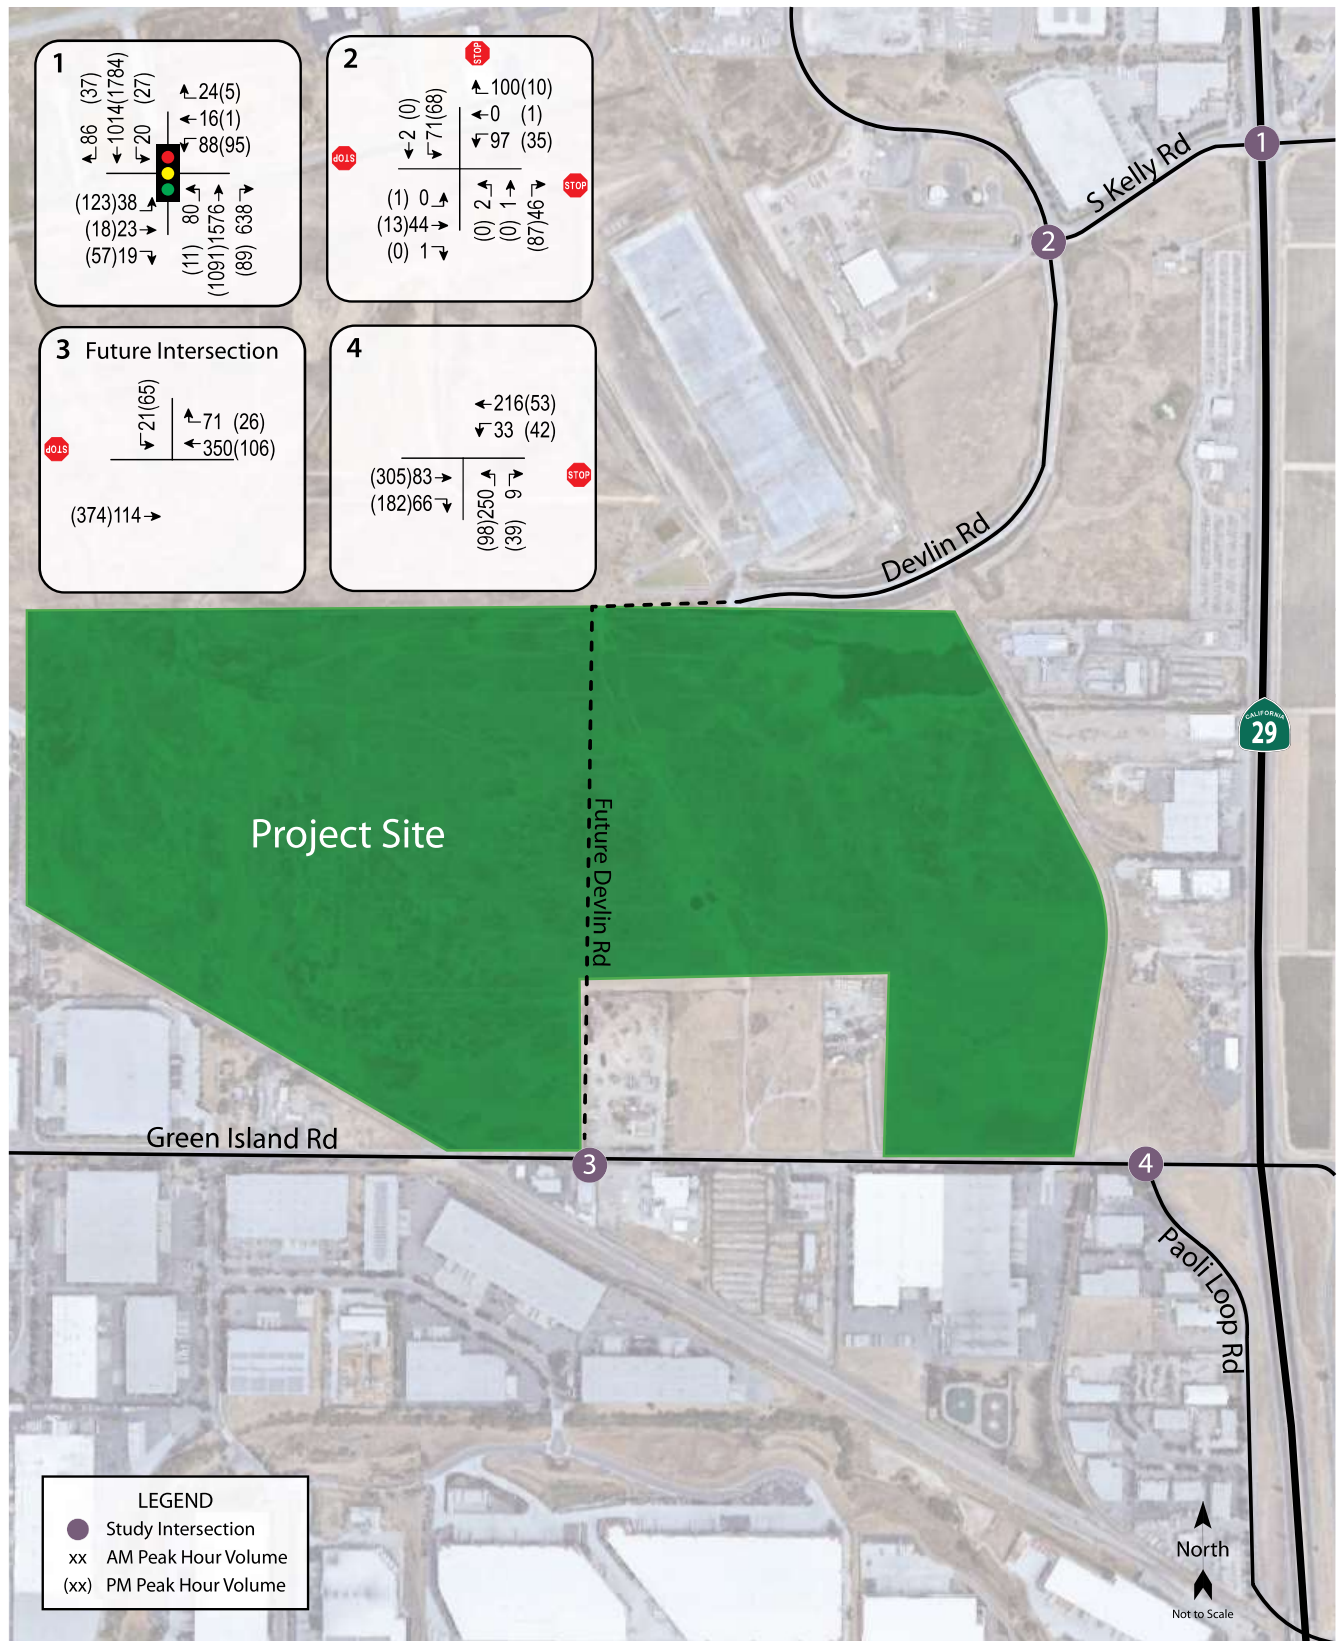 1
86 (37)
1014(1784)
20 (27)
24(5)
16(1)
88(95)
(123)38
(18)23
(57)19
(11) 80
(1091)1576
(89) 638
2
STOP
2 (0)
71(68)
100(10)
0 (1)
97 (35)
STOP
STOP
(1) 0
(13)44
(0) 1
(0) 2
(0) 1
(87)46
3 Future Intersection
21(65)
71 (26)
350(106)
STOP
(374)114
4
216(53)
33 (42)
(305)83
(182)66
STOP
(98)250
(39) 9
1
S Kelly Rd
2
Devlin Rd
CALIFORNIA
29
Project Site
Future Devlin Rd
Green Island Rd
3
4
Paoli Loop Rd
LEGEND
Study Intersection
xx AM Peak Hour Volume
(xx) PM Peak Hour Volume
North
Not to Scale